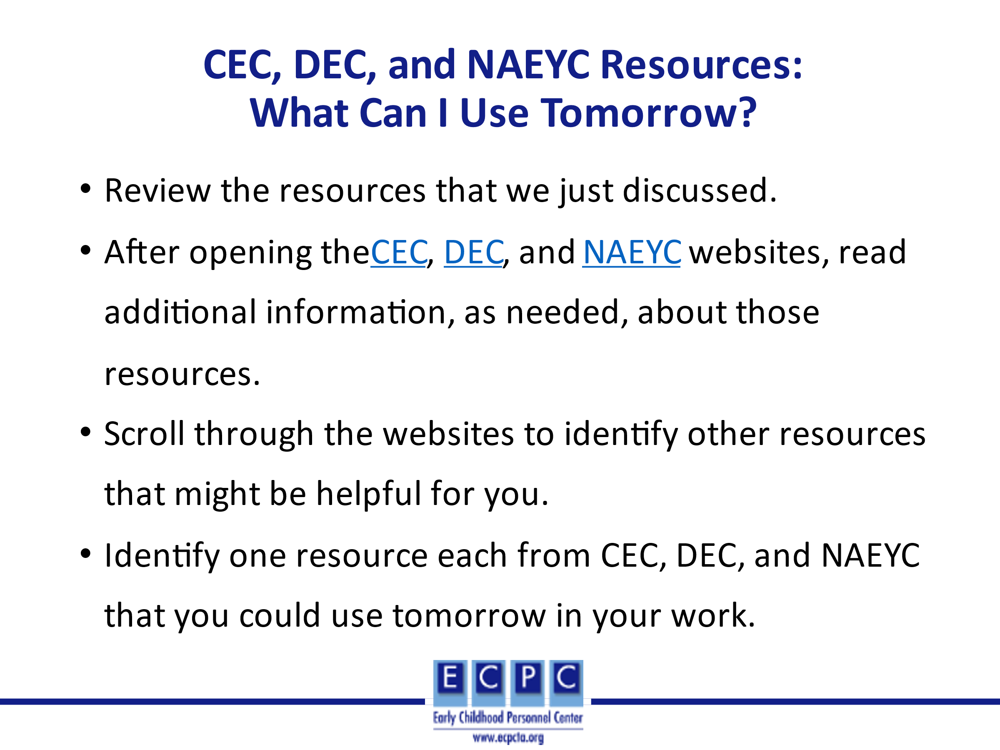 CEC, DEC, and NAEYC Resources:
What Can I Use Tomorrow?
• Review the resources that we just discussed.
• After opening theCEC, DEC, and NAEYC websites, read
additional information, as needed, about those
resources.
• Scroll through the websites to identify other resources
that might be helpful for you.
• Identify one resource each from CEC, DEC, and NAEYC
that you could use tomorrow in your work.
E C P C
Early Childhood Personnel Center
www.ecpcta.org